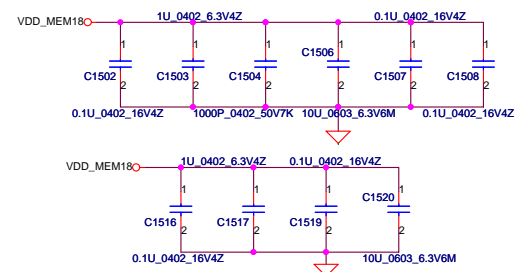 VDD_MEM18 1U_0402_6.3V4Z 0.1U_0402_16V4Z
1 1 1 1 1 1
C1502 C1503 C1504 C1506 C1507 C1508
2 2 2 2 2 2
0.1U_0402_16V4Z 1000P_0402_50V7K 10U_0603_6.3V6M 0.1U_0402_16V4Z
VDD_MEM18 1U_0402_6.3V4Z 0.1U_0402_16V4Z
1 1 1 1
C1516 C1517 C1519 C1520
2 2 2 2
0.1U_0402_16V4Z 10U_0603_6.3V6M